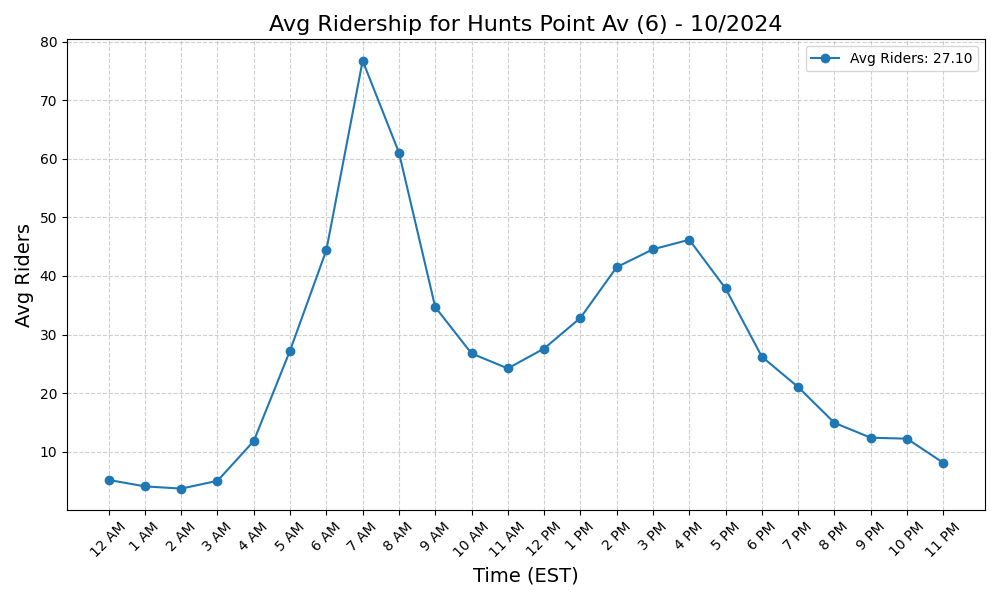 Avg Ridership for Hunts Point Av (6) - 10/2024
Avg Riders: 27.10
Avg Riders
80
70
60
50
40
30
20
10
12 AM
1 AM
2 AM
3 AM
4 AM
5 AM
6 AM
7 AM
8 AM
9 AM
10 AM
11 AM
12 PM
1 PM
2 PM
3 PM
4 PM
5 PM
6 PM
7 PM
8 PM
9 PM
10 PM
11 PM
Time (EST)